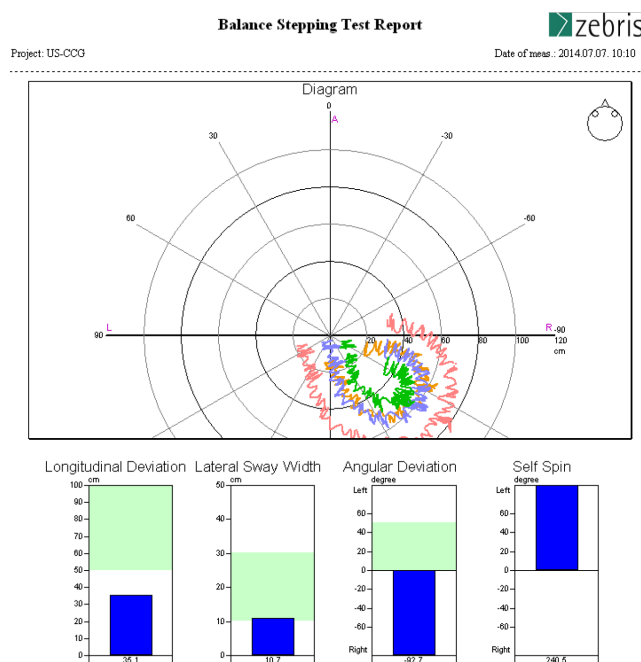 Balance Stepping Test Report
zebris
Project: US-CCG
Date of meas.: 2014.07.07. 10:10
Diagram
0
A
30
-30
60
-60
90 L
R -90
20 40 60 80 100 120
cm
Longitudinal Deviation
cm
100
90
80
70
60
50
40
30
20
10
0
35.1
Lateral Sway Width
cm
50
40
30
20
10
0
10.7
Angular Deviation
degree
Left
60
40
20
0
-20
-40
-60
Right
-92.7
Self Spin
degree
Left
60
40
20
0
-20
-40
-60
Right
240.5